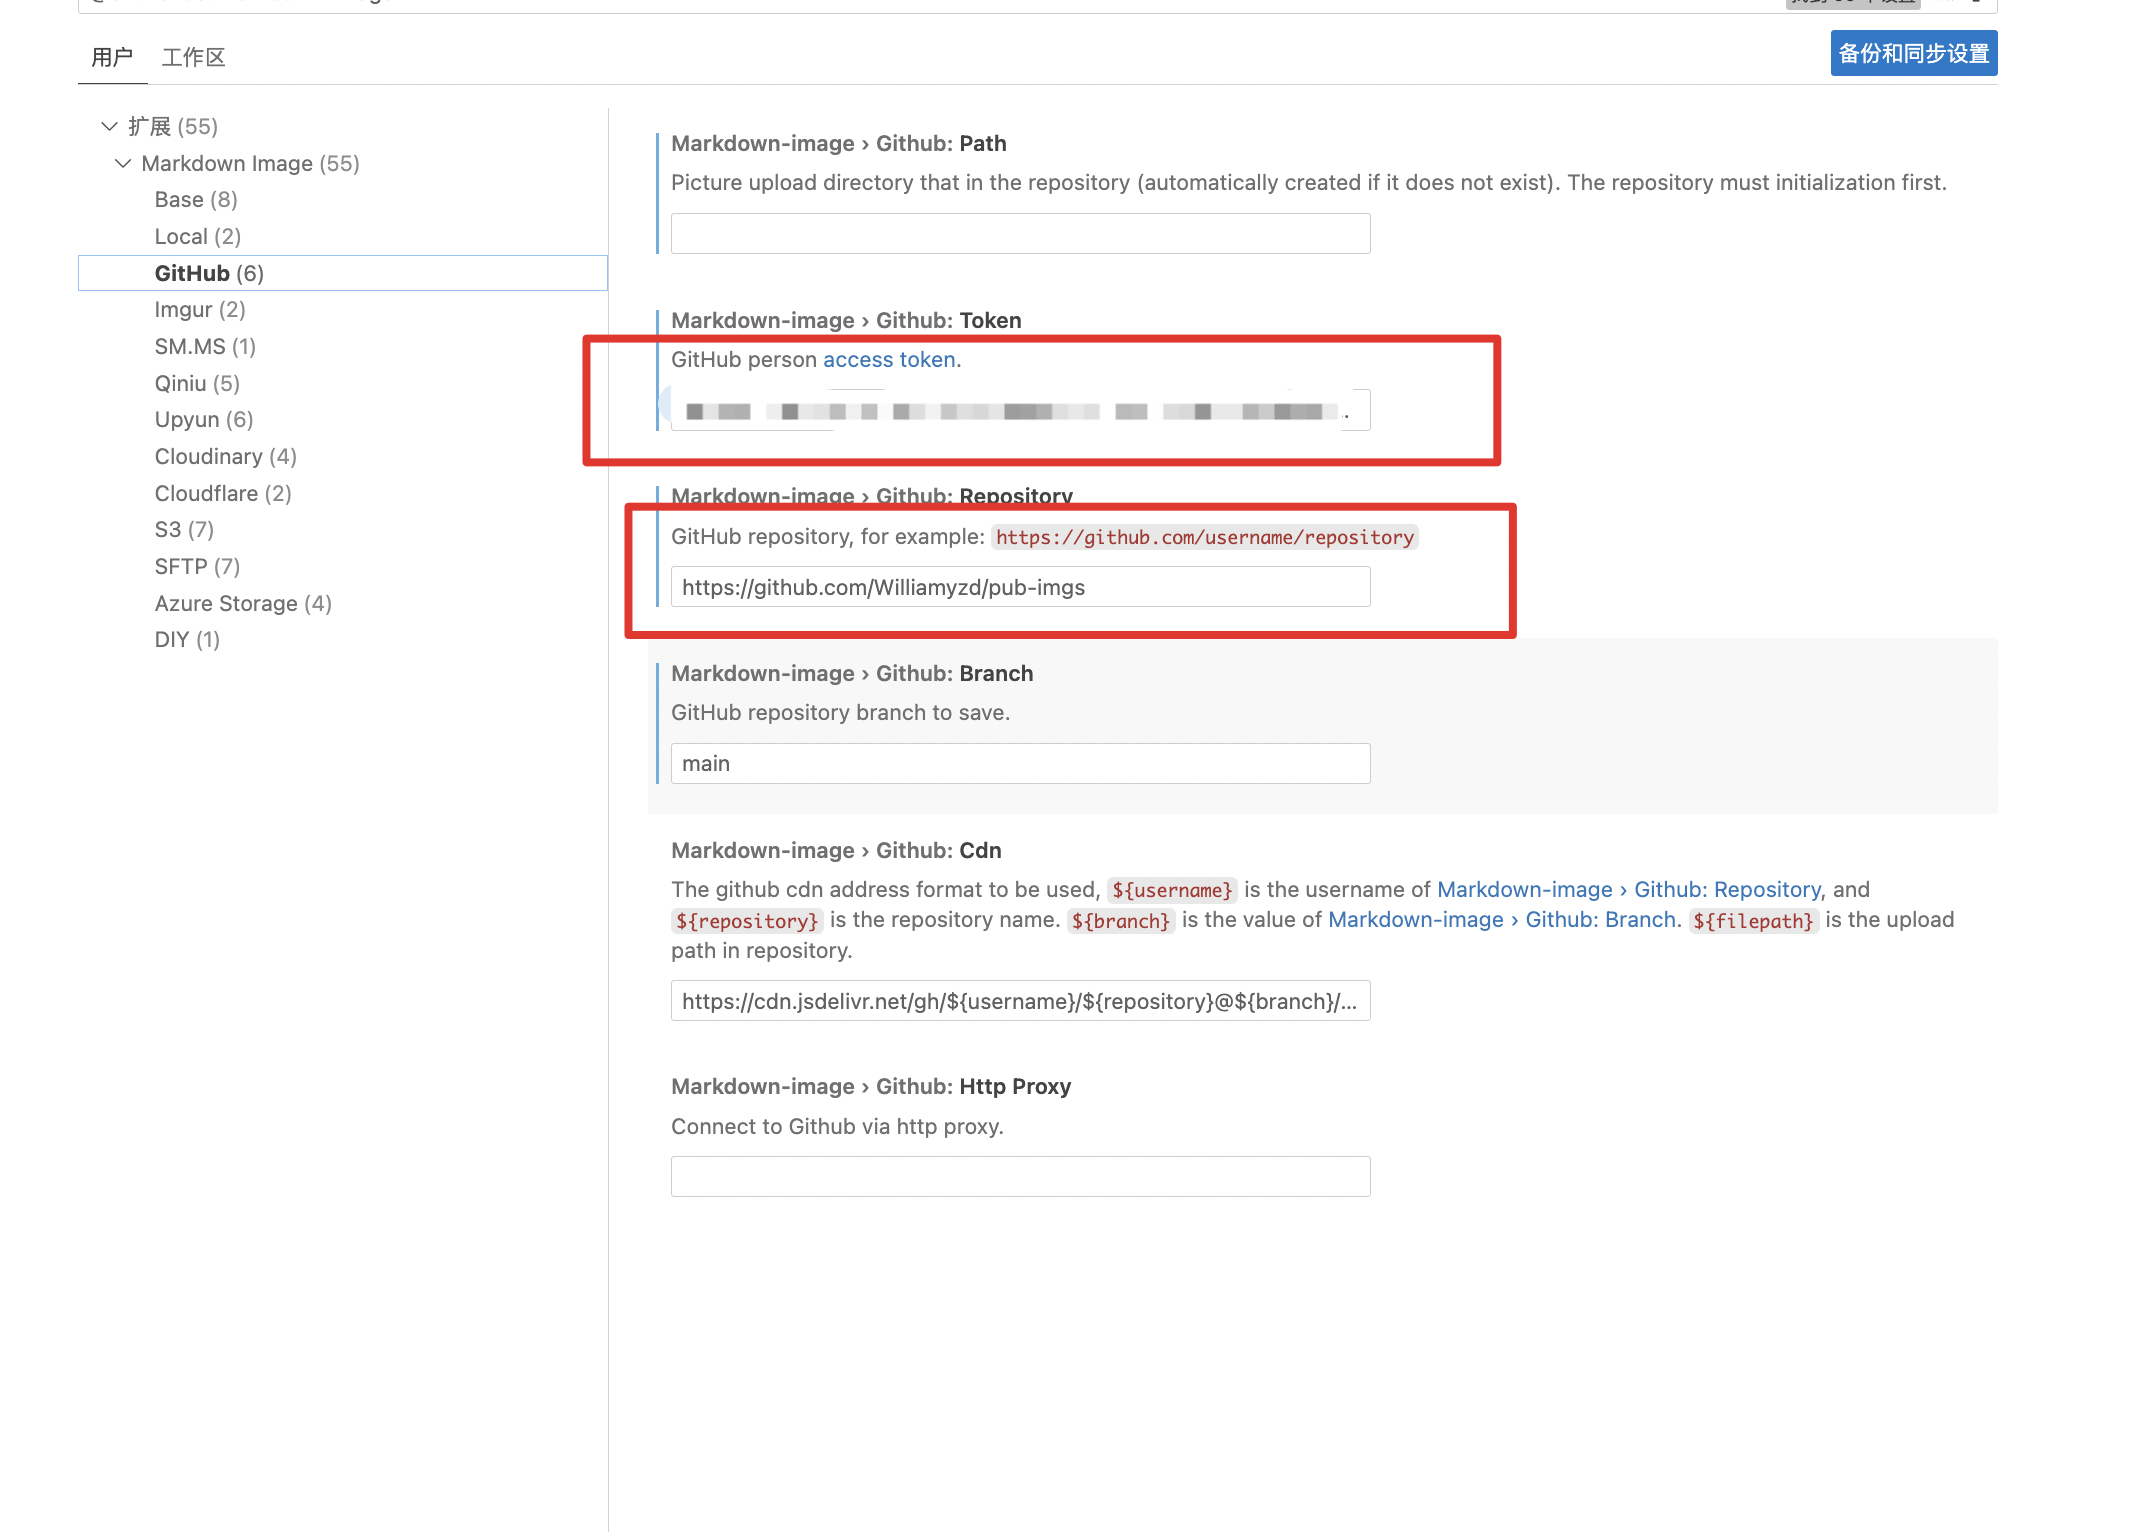 用户 工作区
备份和同步设置
扩展 (55)
Markdown Image (55)
Base (8)
Local (2)
GitHub (6)
Imgur (2)
SM.MS (1)
Qiniu (5)
Upyun (6)
Cloudinary (4)
Cloudflare (2)
S3 (7)
SFTP (7)
Azure Storage (4)
DIY (1)
Markdown-image › Github: Path
Picture upload directory that in the repository (automatically created if it does not exist). The repository must initialization first.
Markdown-image › Github: Token
GitHub person access token.
Markdown-image › Github: Repository
GitHub repository, for example: https://github.com/username/repository
https://github.com/Williamyzd/pub-imgs
Markdown-image › Github: Branch
GitHub repository branch to save.
main
Markdown-image › Github: Cdn
The github cdn address format to be used, ${username} is the username of Markdown-image › Github: Repository, and
${repository} is the repository name. ${branch} is the value of Markdown-image › Github: Branch. ${filepath} is the upload
path in repository.
https://cdn.jsdelivr.net/gh/${username}/${repository}@${branch}/...
Markdown-image › Github: Http Proxy
Connect to Github via http proxy.